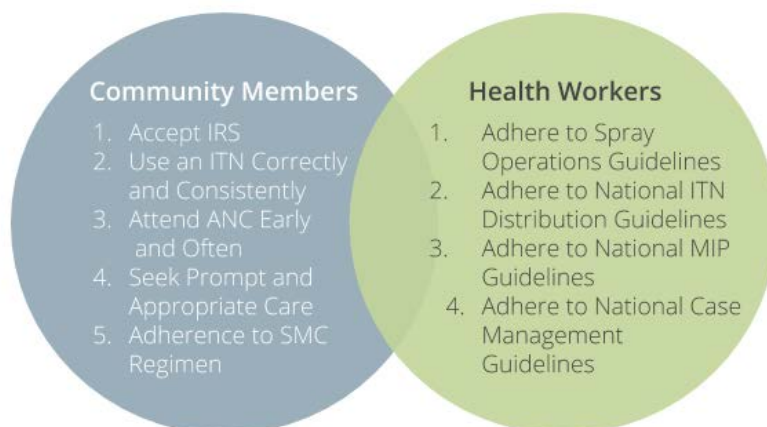 Community Members
1. Accept IRS
2. Use an ITN Correctly
and Consistently
3. Attend ANC Early
and Often
4. Seek Prompt and
Appropriate Care
5. Adherence to SMC
Regimen
Health Workers
1. Adhere to Spray
Operations Guidelines
2. Adhere to National ITN
Distribution Guidelines
3. Adhere to National MIP
Guidelines
4. Adhere to National Case
Management
Guidelines